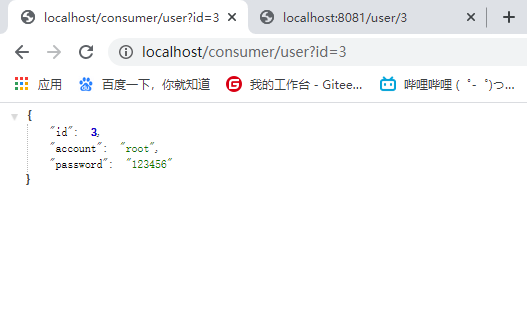 localhost/consumer/user?id=3
localhost:8081/user/3
localhost/consumer/user?id=3
应用 百度一下，你就知道 我的工作台 - Gitee... 哔哩哔哩 ( ゜- ゜)つ...
{
"id": 3,
"account": "root",
"password": "123456"
}